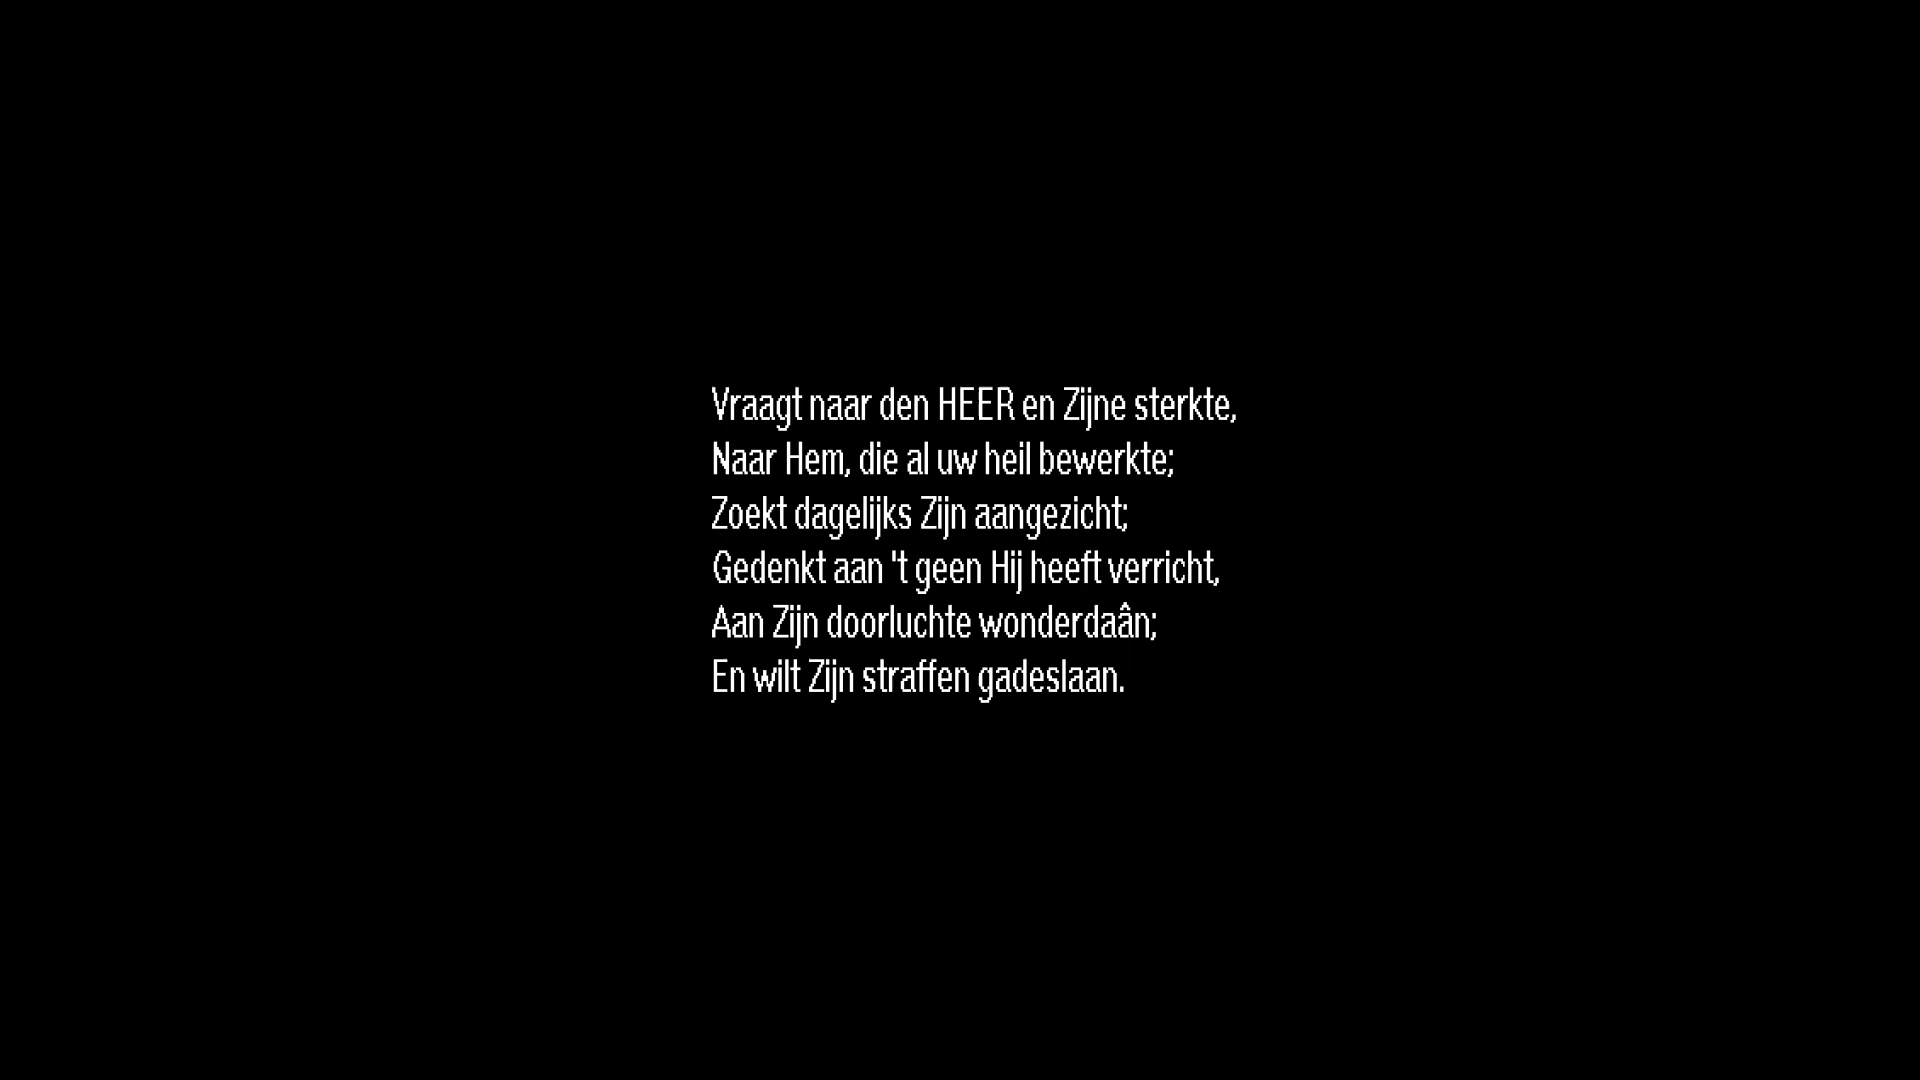 Vraagt naar den HEER en Zijne sterkte,
Naar Hem, die al uw heil bewerkte;
Zoekt dagelijks Zijn aangezicht;
Gedenkt aan 't geen Hij heeft verricht,
Aan Zijn doorluchte wonderdaân;
En wilt Zijn straffen gadeslaan.